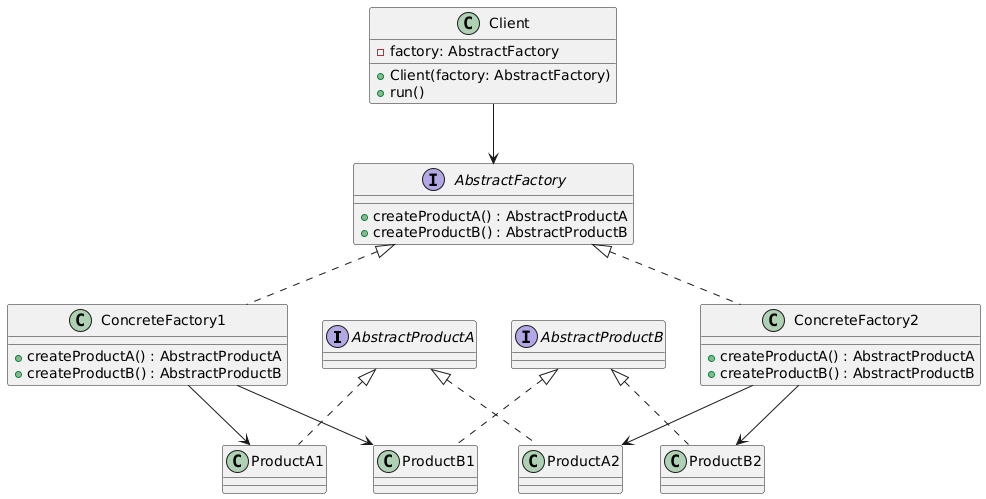 C Client
factory: AbstractFactory
Client(factory: AbstractFactory)
run()
I AbstractFactory
createProductA() : AbstractProductA
createProductB() : AbstractProductB
C ConcreteFactory1
createProductA() : AbstractProductA
createProductB() : AbstractProductB
I AbstractProductA
I AbstractProductB
C ConcreteFactory2
createProductA() : AbstractProductA
createProductB() : AbstractProductB
C ProductA1
C ProductB1
C ProductA2
C ProductB2